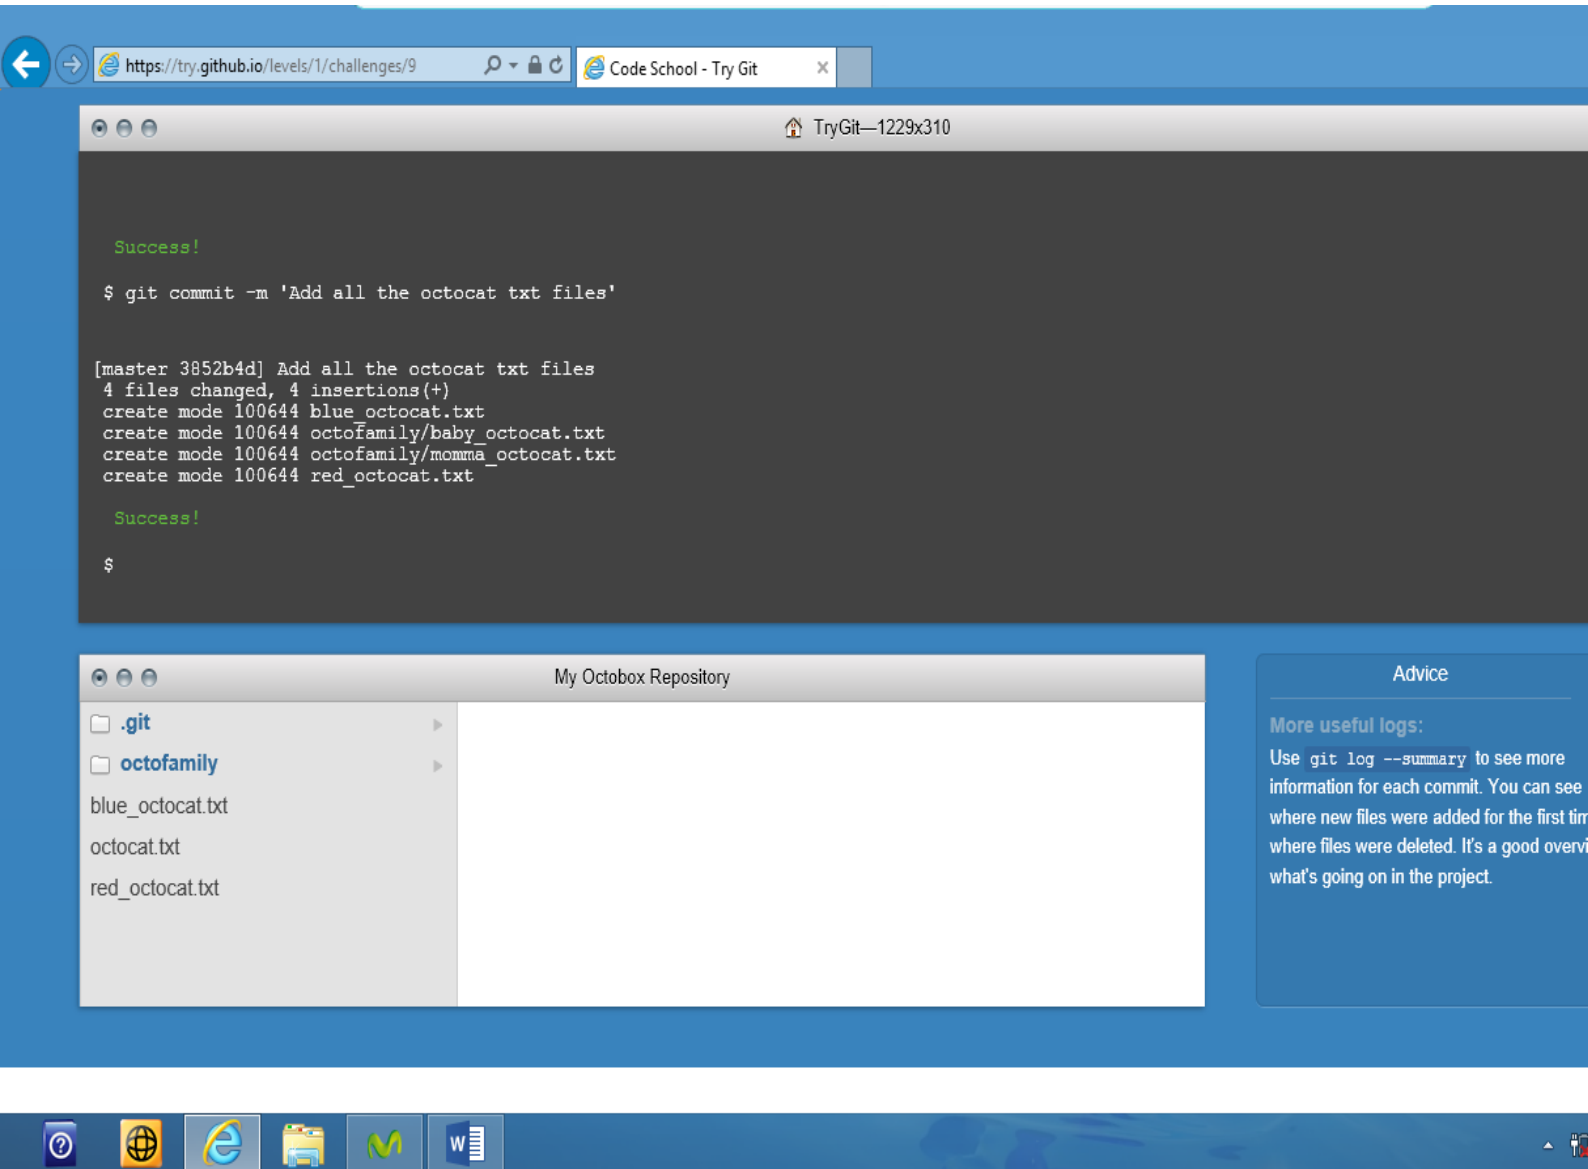 https://try.github.io/levels/1/challenges/9
Code School - Try Git
TryGit—1229x310
Success!
$ git commit -m 'Add all the octocat txt files'
[master 3852b4d] Add all the octocat txt files
4 files changed, 4 insertions(+)
create mode 100644 blue_octocat.txt
create mode 100644 octofamily/baby_octocat.txt
create mode 100644 octofamily/momma_octocat.txt
create mode 100644 red_octocat.txt
Success!
$
My Octobox Repository
.git
octofamily
blue_octocat.txt
octocat.txt
red_octocat.txt
Advice
More useful logs:
Use git log --summary to see more
information for each commit. You can see
where new files were added for the first
where files were deleted. It's a good
what's going on in the project.
W